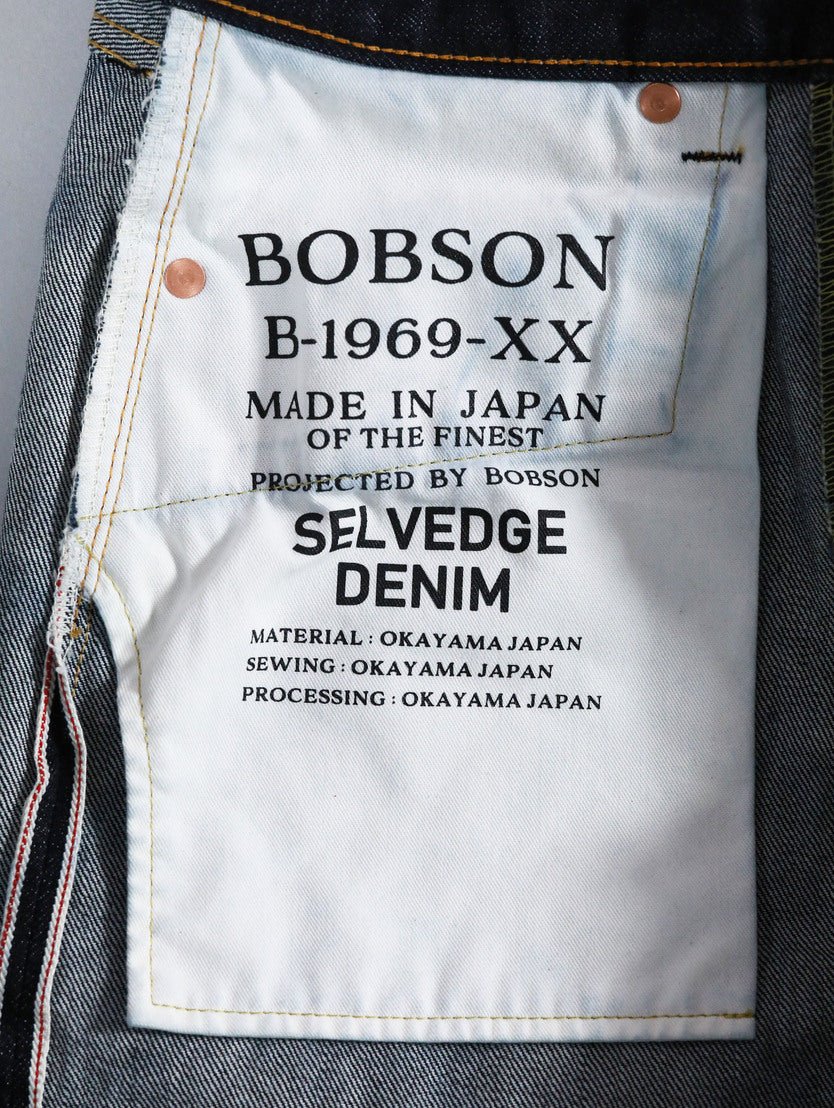 BOBSON
B-1969-XX
MADE IN JAPAN
OF THE FINEST
PROJECTED BY BOBSON
SELVEDGE
DENIM
MATERIAL : OKAYAMA JAPAN
SEWING : OKAYAMA JAPAN
PROCESSING : OKAYAMA JAPAN